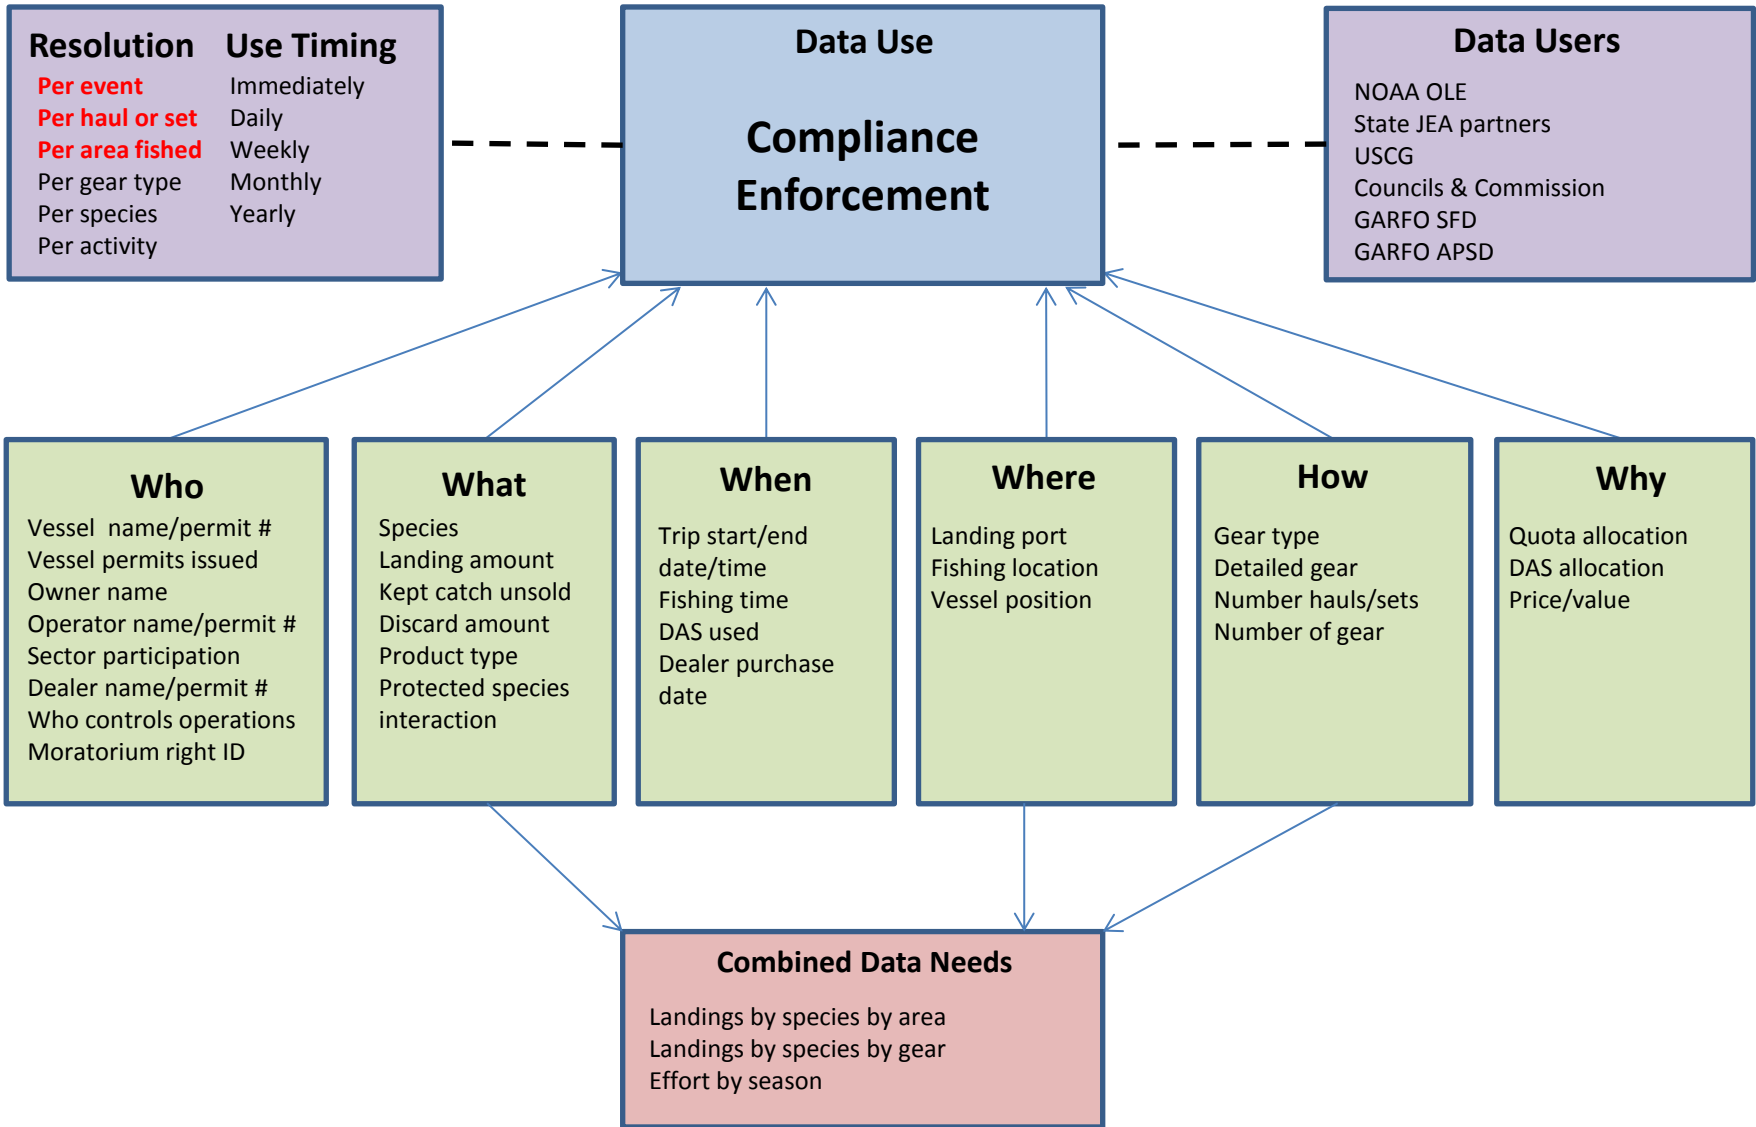 Resolution Use Timing
Per event Immediately
Per haul or set Daily
Per area fished Weekly
Per gear type Monthly
Per species Yearly
Per activity
Data Use
Compliance
Enforcement
Data Users
NOAA OLE
State JEA partners
USCG
Councils & Commission
GARFO SFD
GARFO APSD
Who
Vessel name/permit #
Vessel permits issued
Owner name
Operator name/permit #
Sector participation
Dealer name/permit #
Who controls operations
Moratorium right ID
What
Species
Landing amount
Kept catch unsold
Discard amount
Product type
Protected species
interaction
When
Trip start/end
date/time
Fishing time
DAS used
Dealer purchase
date
Where
Landing port
Fishing location
Vessel position
How
Gear type
Detailed gear
Number hauls/sets
Number of gear
Why
Quota allocation
DAS allocation
Price/value
Combined Data Needs
Landings by species by area
Landings by species by gear
Effort by season